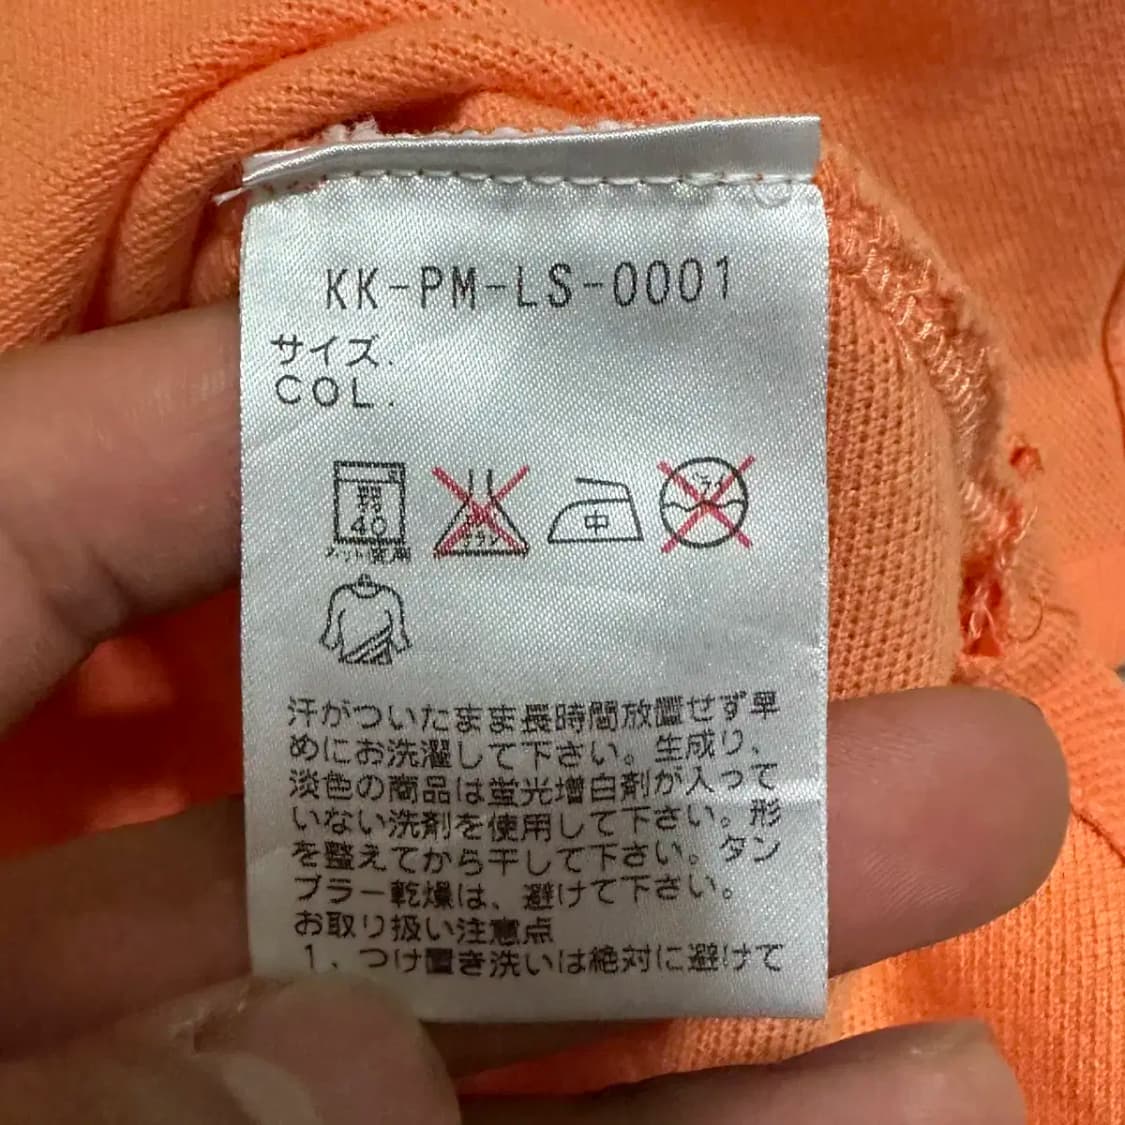 KK-PM-LS-0001
サイズ.
COL.
弱
40
ネット使用
エンソ
サラシ
中
ドライ
汗がついたまま長時間放置せず早
めにお洗濯して下さい。生成り、
淡色の商品は蛍光増白剤が入って
いない洗剤を使用して下さい。形
を整えてから干して下さい。タン
ブラー乾燥は、避けて下さい。
お取り扱い注意点
1、つけ置き洗いは絶対に避けて